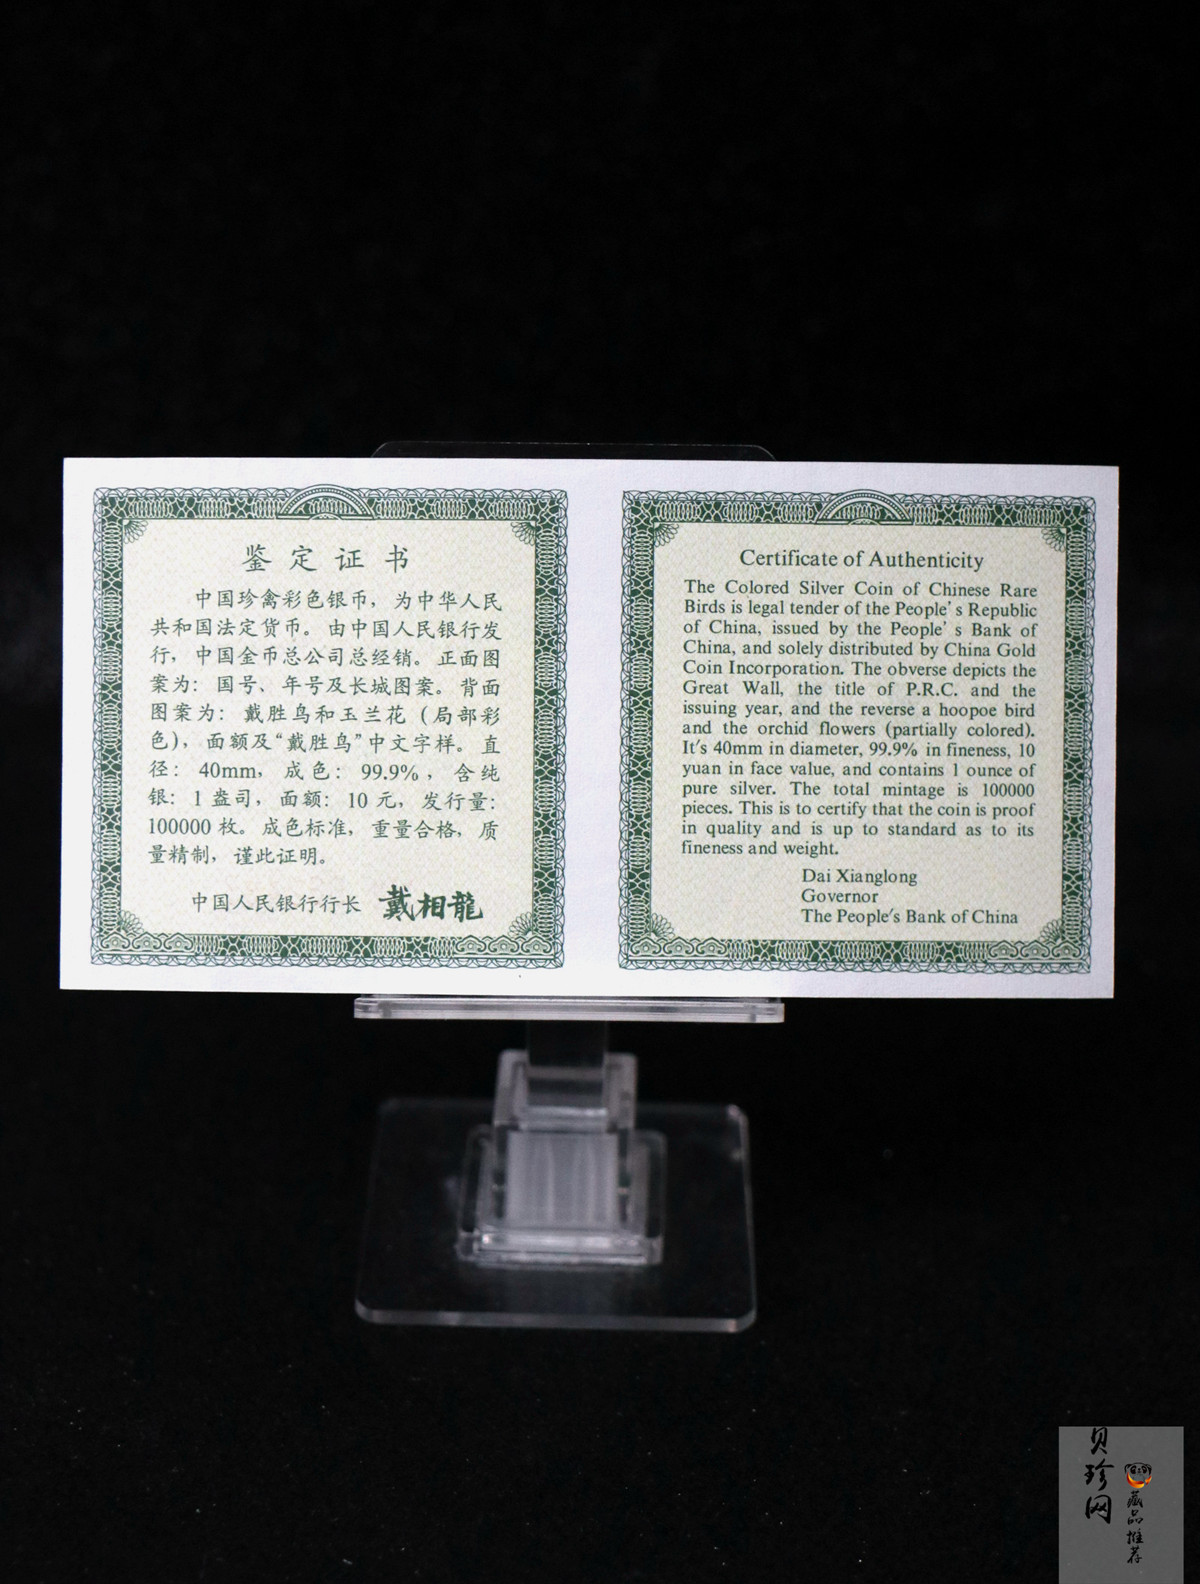 鉴定证书
中国珍禽彩色银币，为中华人民
共和国法定货币。由中国人民银行发
行，中国金币总公司总经销。正面图
案为：国号、年号及长城图案。背面
图案为：戴胜鸟和玉兰花（局部彩
色），面额及“戴胜鸟”中文字样。直
径：40mm，成色：99.9%，含纯
银：1盎司，面额：10元，发行量：
100000枚。成色标准，重量合格，质
量精制，谨此证明。
中国人民银行行长 戴相龍
Certificate of Authenticity
The Colored Silver Coin of Chinese Rare
Birds is legal tender of the People's Republic
of China, issued by the People's Bank of
China, and solely distributed by China Gold
Coin Incorporation. The obverse depicts the
Great Wall, the title of P.R.C. and the
issuing year, and the reverse a hoopoe bird
and the orchid flowers (partially colored).
It's 40mm in diameter, 99.9% in fineness, 10
yuan in face value, and contains 1 ounce of
pure silver. The total mintage is 100000
pieces. This is to certify that the coin is proof
in quality and is up to standard as to its
fineness and weight.
Dai Xianglong
Governor
The People's Bank of China
贝珍网
藏品推荐